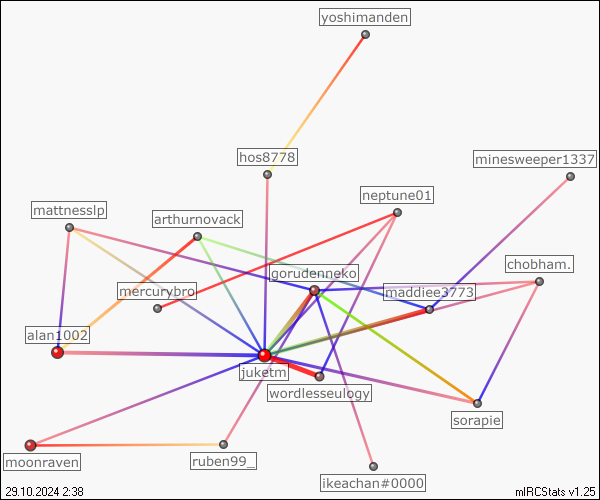 yoshimanden
hos8778
minesweeper1337
neptune01
mattnesslp
arthurnovack
chobham.
gorudenneko
mercurybro
maddiee3773
alan1002
juketm
wordlesseulogy
sorapie
moonraven
ruben99_
ikeachan#0000
29.10.2024 2:38
mIRCStats v1.25